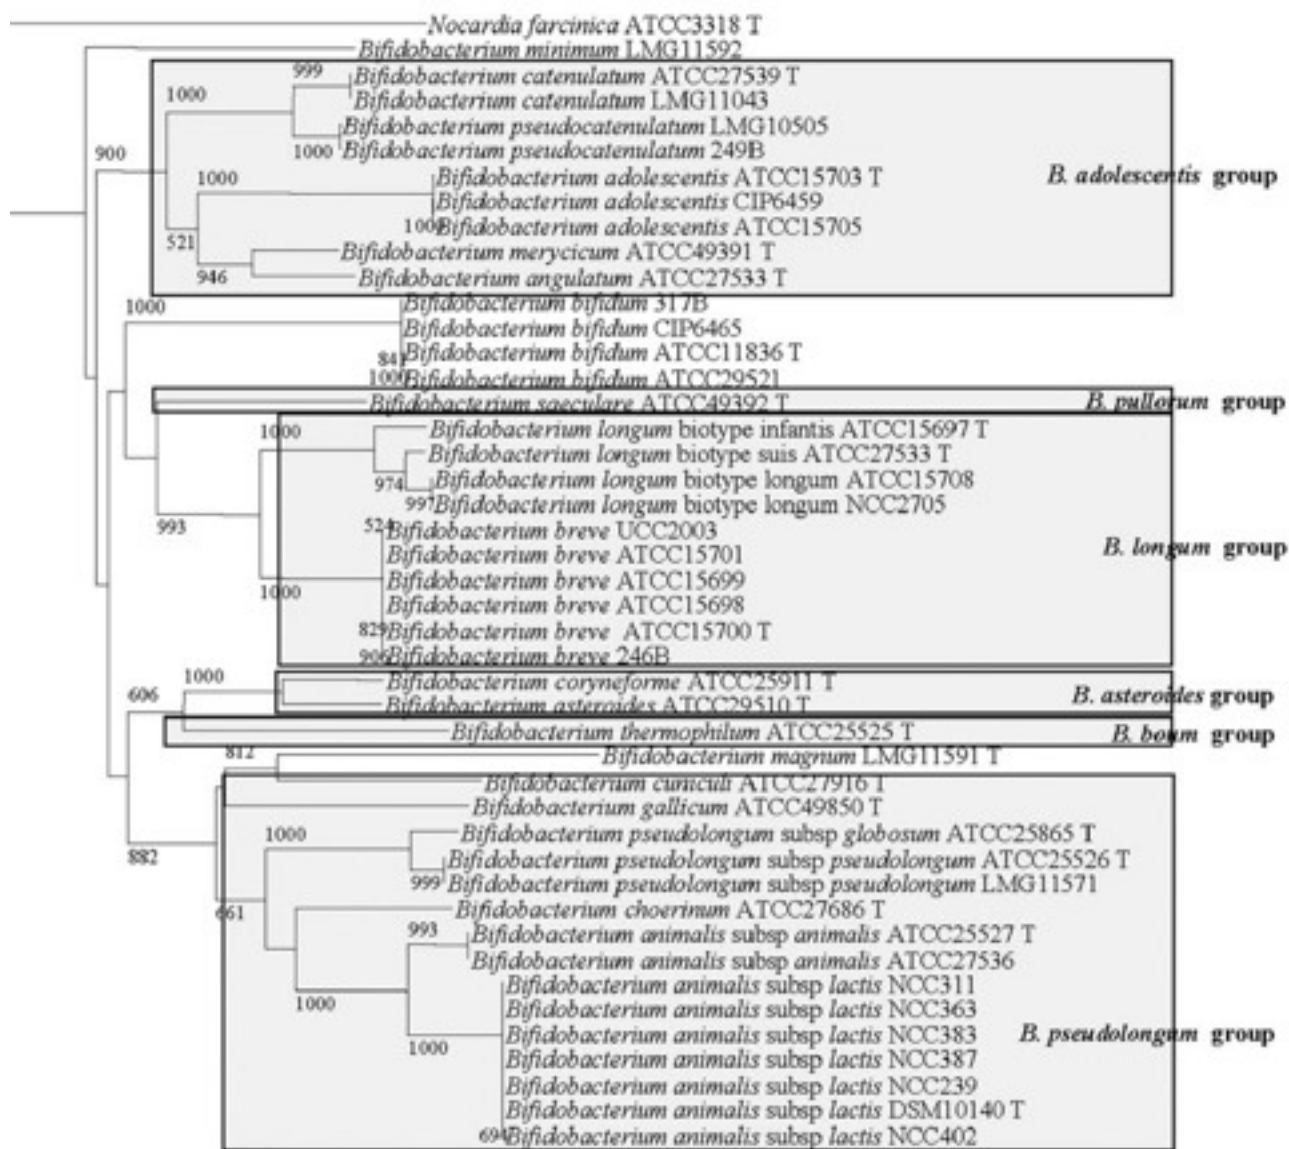 Nocardia farcinica ATCC3318 T
Bifidobacterium minimum LMG11592
999
Bifidobacterium catenulatum ATCC27539 T
1000
Bifidobacterium catenulatum LMG11043
Bifidobacterium pseudocatenulatum LMG10505
900
1000
Bifidobacterium pseudocatenulatum 249B
1000
Bifidobacterium adolescentis ATCC15703 T
B. adolescentis group
Bifidobacterium adolescentis CIP6459
1000
Bifidobacterium adolescentis ATCC15705
521
Bifidobacterium merycicum ATCC49391 T
946
Bifidobacterium angulatum ATCC27533 T
1000
Bifidobacterium bifidum 317B
Bifidobacterium bifidum CIP6465
841
Bifidobacterium bifidum ATCC11836 T
1000
Bifidobacterium bifidum ATCC29521
Bifidobacterium saeculare ATCC49392 T
B. pullorum group
1000
Bifidobacterium longum biotype infantis ATCC15697 T
Bifidobacterium longum biotype suis ATCC27533 T
974
Bifidobacterium longum biotype longum ATCC15708
997
Bifidobacterium longum biotype longum NCC2705
993
524
Bifidobacterium breve UCC2003
Bifidobacterium breve ATCC15701
B. longum group
Bifidobacterium breve ATCC15699
1000
Bifidobacterium breve ATCC15698
829
Bifidobacterium breve ATCC15700 T
906
Bifidobacterium breve 246B
1000
Bifidobacterium coryneforme ATCC25911 T
606
Bifidobacterium asteroides ATCC29510 T
B. asteroides group
Bifidobacterium thermophilum ATCC25525 T
B. boum group
812
Bifidobacterium magnum LMG11591 T
Bifidobacterium cuniculi ATCC27916 T
Bifidobacterium gallicum ATCC49850 T
1000
Bifidobacterium pseudolongum subsp globosum ATCC25865 T
882
Bifidobacterium pseudolongum subsp pseudolongum ATCC25526 T
999
Bifidobacterium pseudolongum subsp pseudolongum LMG11571
661
Bifidobacterium choerinum ATCC27686 T
993
Bifidobacterium animalis subsp animalis ATCC25527 T
Bifidobacterium animalis subsp animalis ATCC27536
Bifidobacterium animalis subsp lactis NCC311
1000
Bifidobacterium animalis subsp lactis NCC363
Bifidobacterium animalis subsp lactis NCC383
B. pseudolongum group
1000
Bifidobacterium animalis subsp lactis NCC387
Bifidobacterium animalis subsp lactis NCC239
Bifidobacterium animalis subsp lactis DSM10140 T
694
Bifidobacterium animalis subsp lactis NCC402